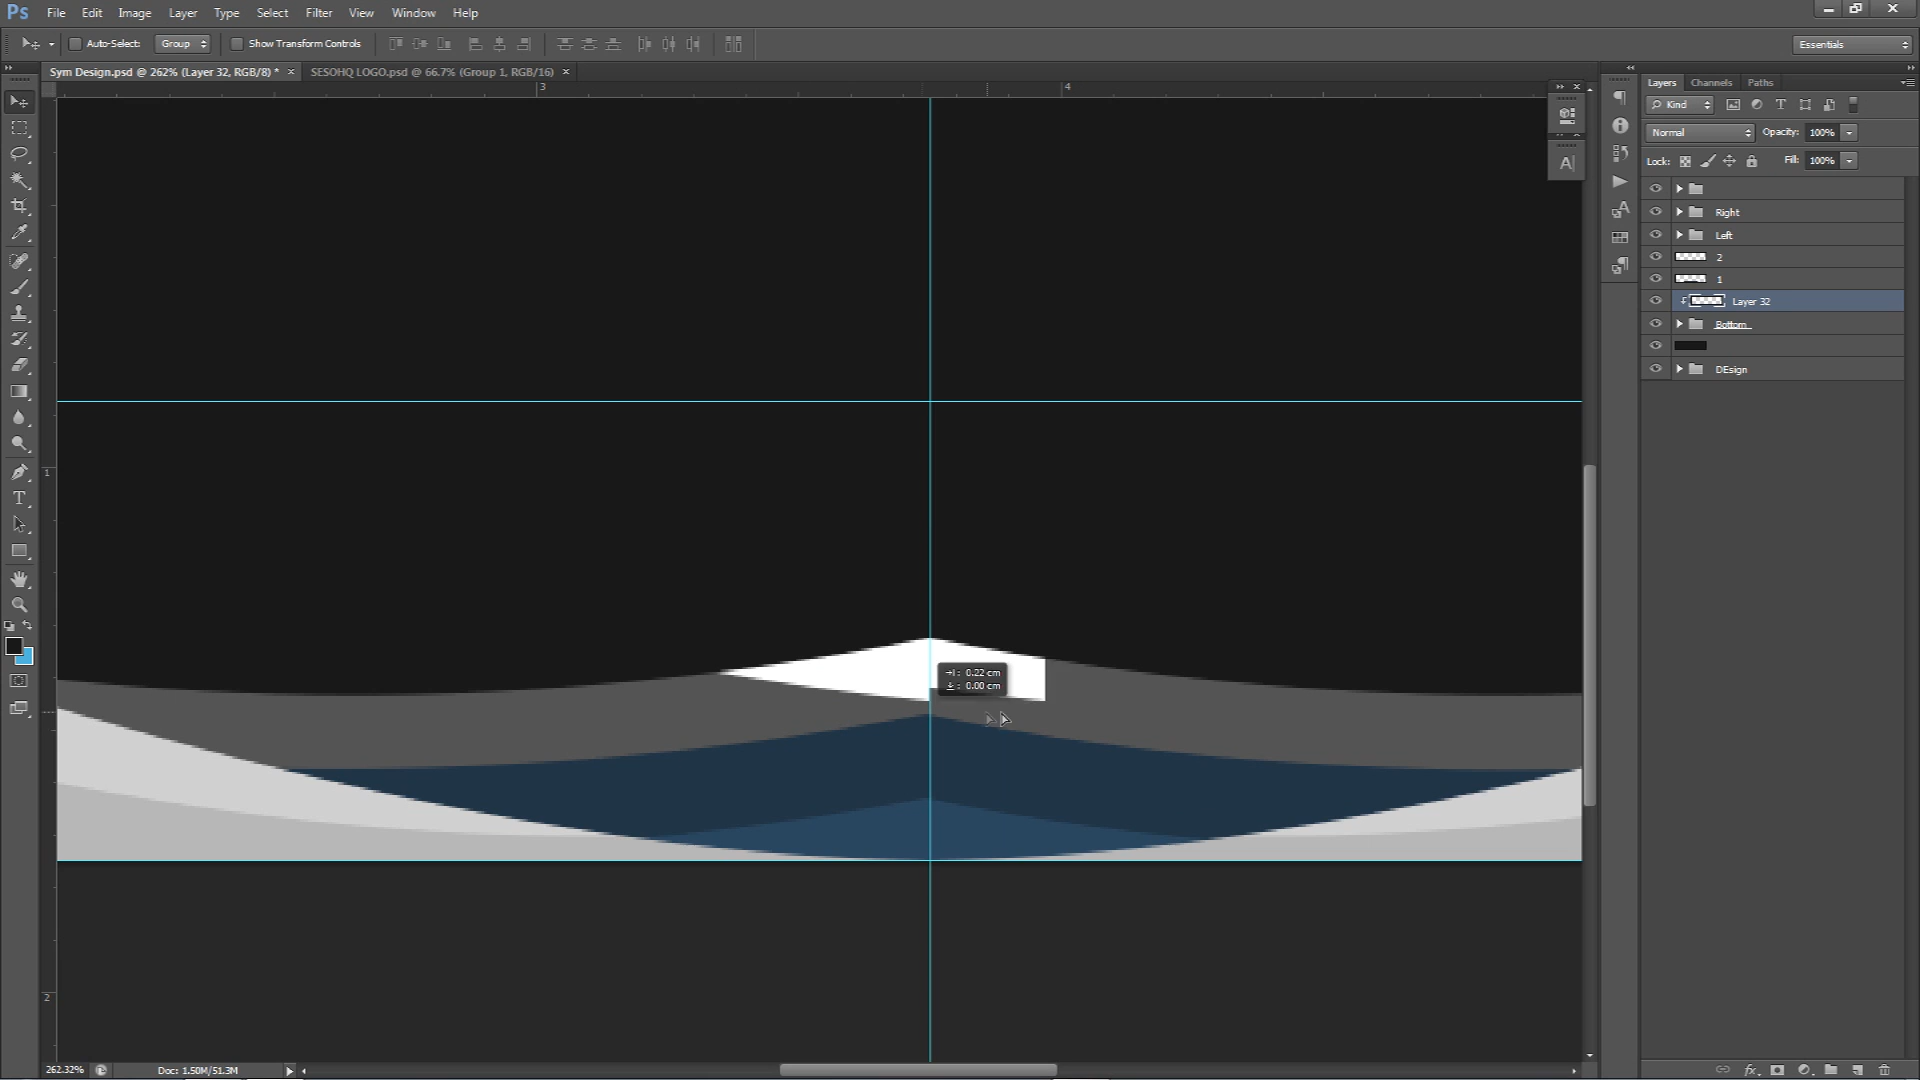 Ps File Edit Image Layer Type Select Filter View Window Help
Auto-Select: Group Show Transform Controls Essentials
Sym Design.psd @ 262% (Layer 32, RGB/8) * × SESOHQ LOGO.psd @ 66.7% (Group 1, RGB/16) ×
3 4
Layers Channels Paths
Kind
Normal Opacity: 100%
Lock: Fill: 100%
Right
Left
2
1
Layer 32
Bottom
DEsign
1
: 0.22 cm
: 0.00 cm
2
262.32% Doc: 1.50M/51.3M